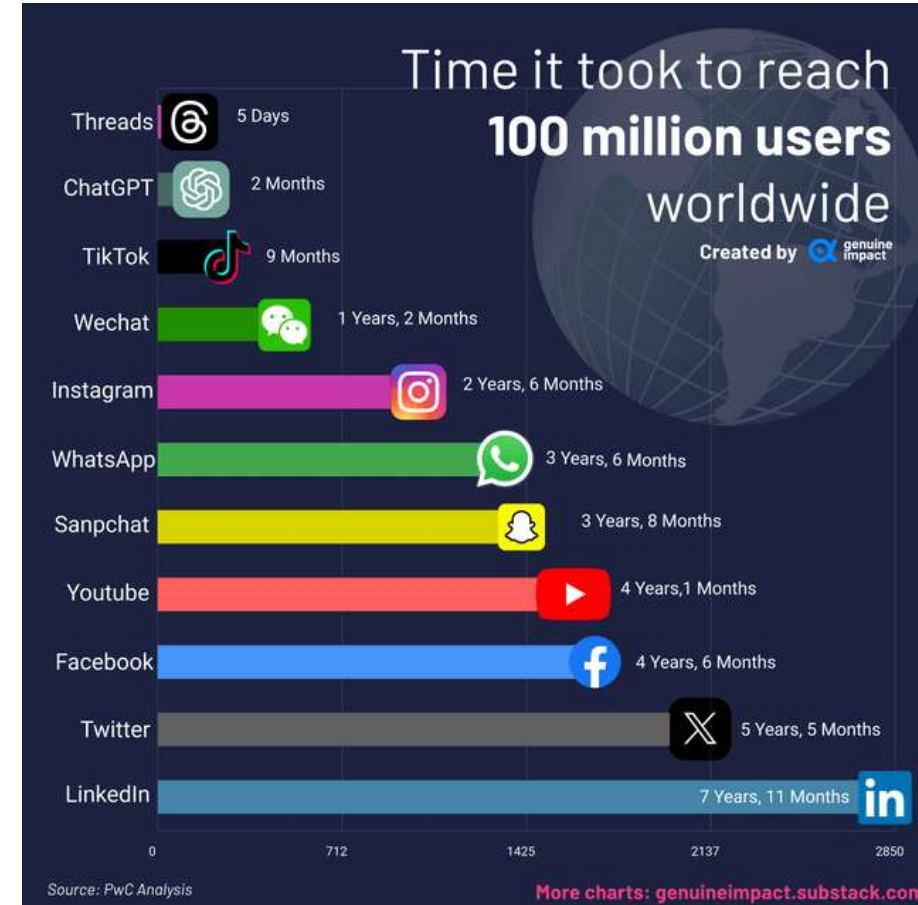 Time it took to reach
100 million users
worldwide
Created by genuine impact
Threads 5 Days
ChatGPT 2 Months
TikTok 9 Months
Wechat 1 Years, 2 Months
Instagram 2 Years, 6 Months
WhatsApp 3 Years, 6 Months
Sanpchat 3 Years, 8 Months
Youtube 4 Years,1 Months
Facebook 4 Years, 6 Months
Twitter 5 Years, 5 Months
LinkedIn 7 Years, 11 Months in
0 712 1425 2137 2850
Source: PwC Analysis
More charts: genuineimpact.substack.com